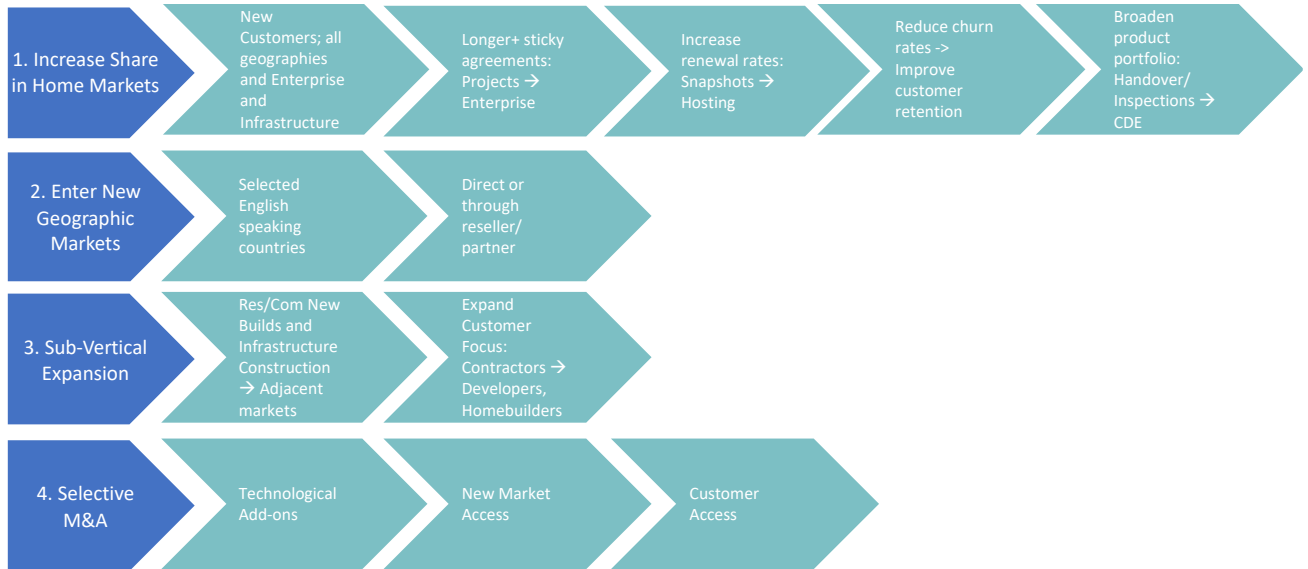 1. Increase Share
in Home Markets
New
Customers; all
geographies
and Enterprise
and
Infrastructure
Longer+ sticky
agreements:
Projects →
Enterprise
Increase
renewal rates:
Snapshots →
Hosting
Reduce churn
rates ->
Improve
customer
retention
Broaden
product
portfolio:
Handover/
Inspections →
CDE
2. Enter New
Geographic
Markets
Selected
English
speaking
countries
Direct or
through
reseller/
partner
3. Sub-Vertical
Expansion
Res/Com New
Builds and
Infrastructure
Construction
→ Adjacent
markets
Expand
Customer
Focus:
Contractors →
Developers,
Homebuilders
4. Selective
M&A
Technological
Add-ons
New Market
Access
Customer
Access